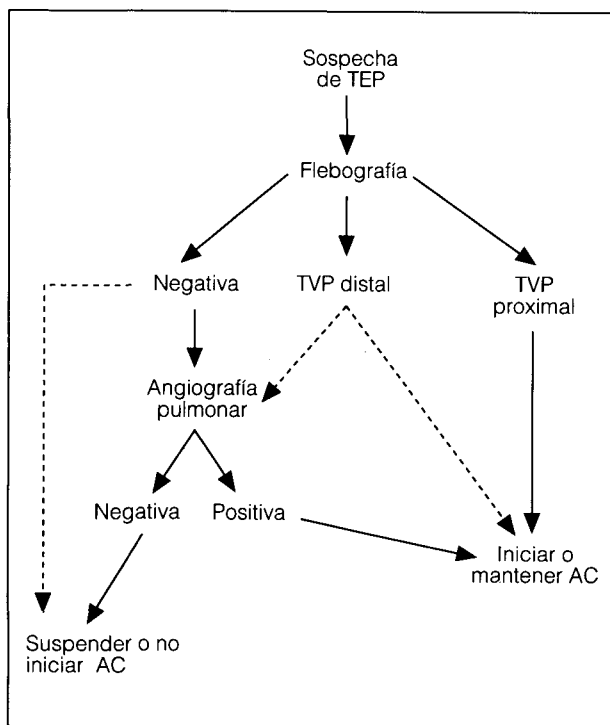 Sospecha
de TEP
Flebografía
Negativa
TVP distal
TVP
proximal
Angiografía
pulmonar
Negativa
Positiva
Iniciar o
mantener AC
Suspender o no
iniciar AC